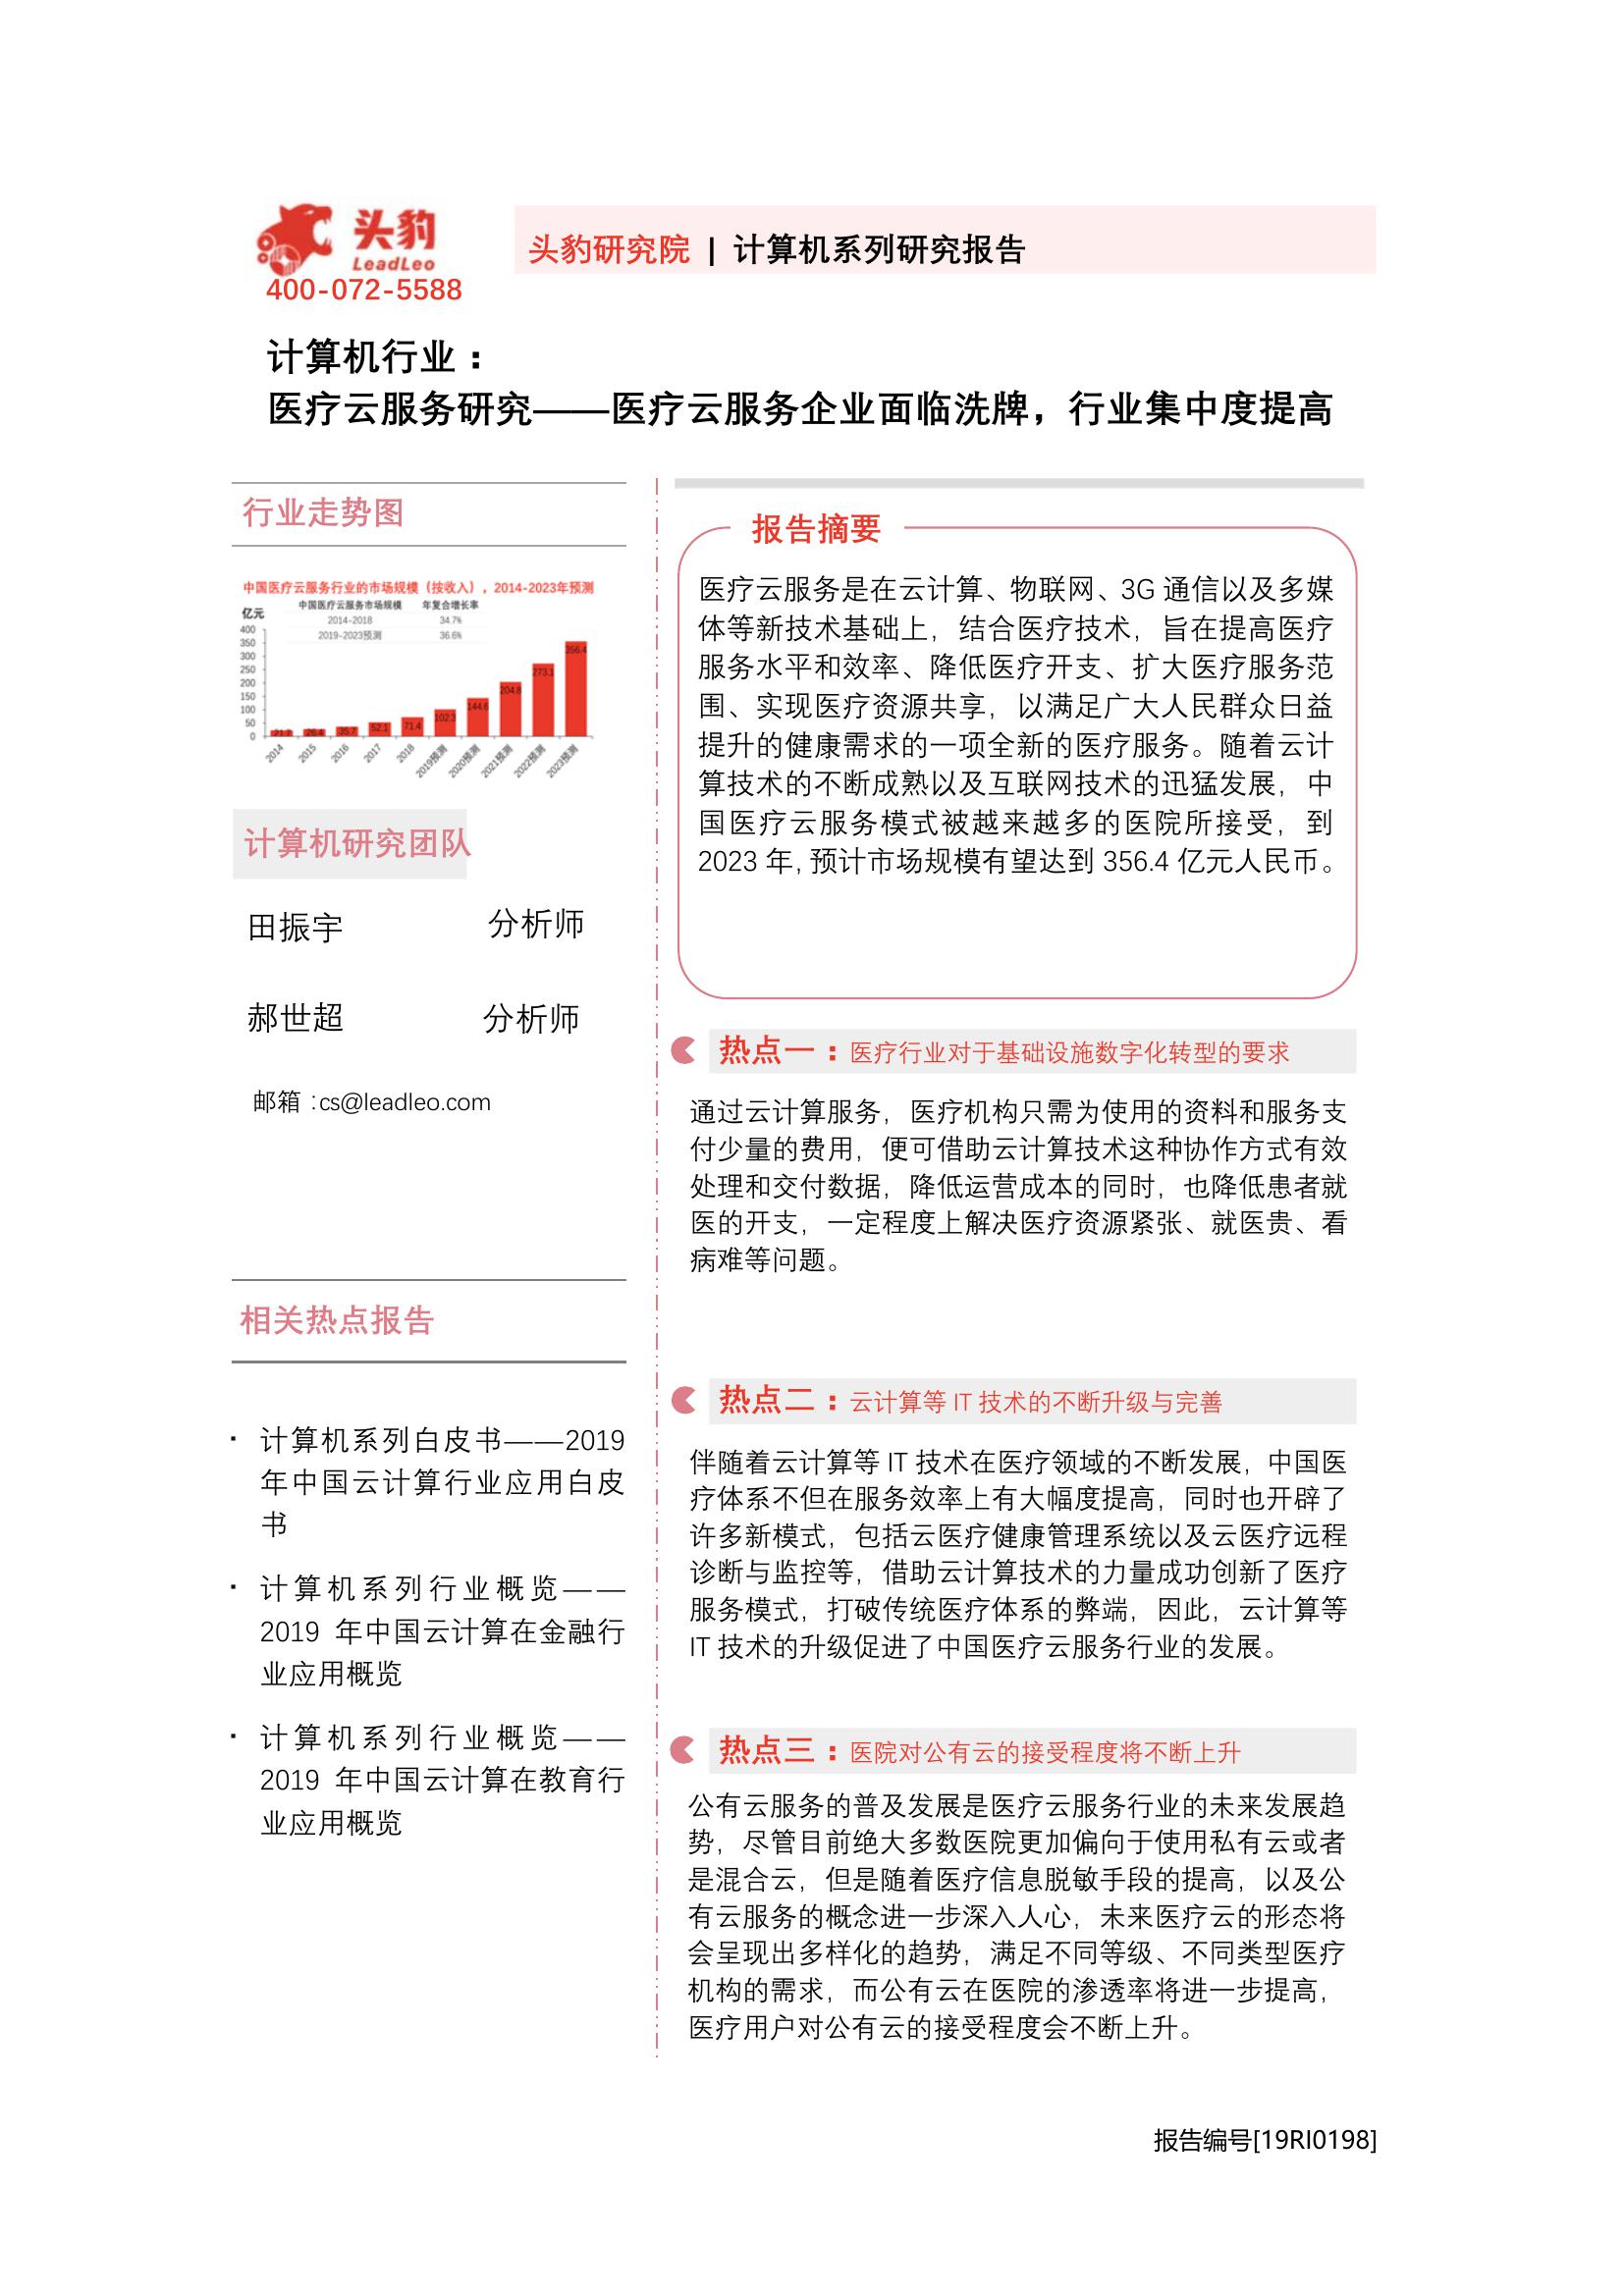 头豹
LeadLeo
400-072-5588
头豹研究院 | 计算机系列研究报告
计算机行业：
医疗云服务研究——医疗云服务企业面临洗牌，行业集中度提高
行业走势图
中国医疗云服务行业的市场规模（按收入），2014-2023年预测
中国医疗云服务市场规模 年复合增长率
2014-2018 34.7%
2019-2023预测 36.6%
亿元
400
350
300
250
200
150
100
50
0
26.4 35.7 52.1 71.4 102.3 144.6 204.8 273.1 356.4
2014 2015 2016 2017 2018 2019预测 2020预测 2021预测 2022预测 2023预测
计算机研究团队
田振宇 分析师
郝世超 分析师
邮箱：cs@leadleo.com
相关热点报告
▪ 计算机系列白皮书——2019
年中国云计算行业应用白皮
书
▪ 计算机系列行业概览——
2019 年中国云计算在金融行
业应用概览
▪ 计算机系列行业概览——
2019 年中国云计算在教育行
业应用概览
报告摘要
医疗云服务是在云计算、物联网、3G 通信以及多媒
体等新技术基础上，结合医疗技术，旨在提高医疗
服务水平和效率、降低医疗开支、扩大医疗服务范
围、实现医疗资源共享，以满足广大人民群众日益
提升的健康需求的一项全新的医疗服务。随着云计
算技术的不断成熟以及互联网技术的迅猛发展，中
国医疗云服务模式被越来越多的医院所接受，到
2023 年，预计市场规模有望达到 356.4 亿元人民币。
热点一：医疗行业对于基础设施数字化转型的要求
通过云计算服务，医疗机构只需为使用的资料和服务支
付少量的费用，便可借助云计算技术这种协作方式有效
处理和交付数据，降低运营成本的同时，也降低患者就
医的开支，一定程度上解决医疗资源紧张、就医贵、看
病难等问题。
热点二：云计算等 IT 技术的不断升级与完善
伴随着云计算等 IT 技术在医疗领域的不断发展，中国医
疗体系不但在服务效率上有大幅度提高，同时也开辟了
许多新模式，包括云医疗健康管理系统以及云医疗远程
诊断与监控等，借助云计算技术的力量成功创新了医疗
服务模式，打破传统医疗体系的弊端，因此，云计算等
IT 技术的升级促进了中国医疗云服务行业的发展。
热点三：医院对公有云的接受程度将不断上升
公有云服务的普及发展是医疗云服务行业的未来发展趋
势，尽管目前绝大多数医院更加偏向于使用私有云或者
是混合云，但是随着医疗信息脱敏手段的提高，以及公
有云服务的概念进一步深入人心，未来医疗云的形态将
会呈现出多样化的趋势，满足不同等级、不同类型医疗
机构的需求，而公有云在医院的渗透率将进一步提高，
医疗用户对公有云的接受程度会不断上升。
报告编号[19RI0198]